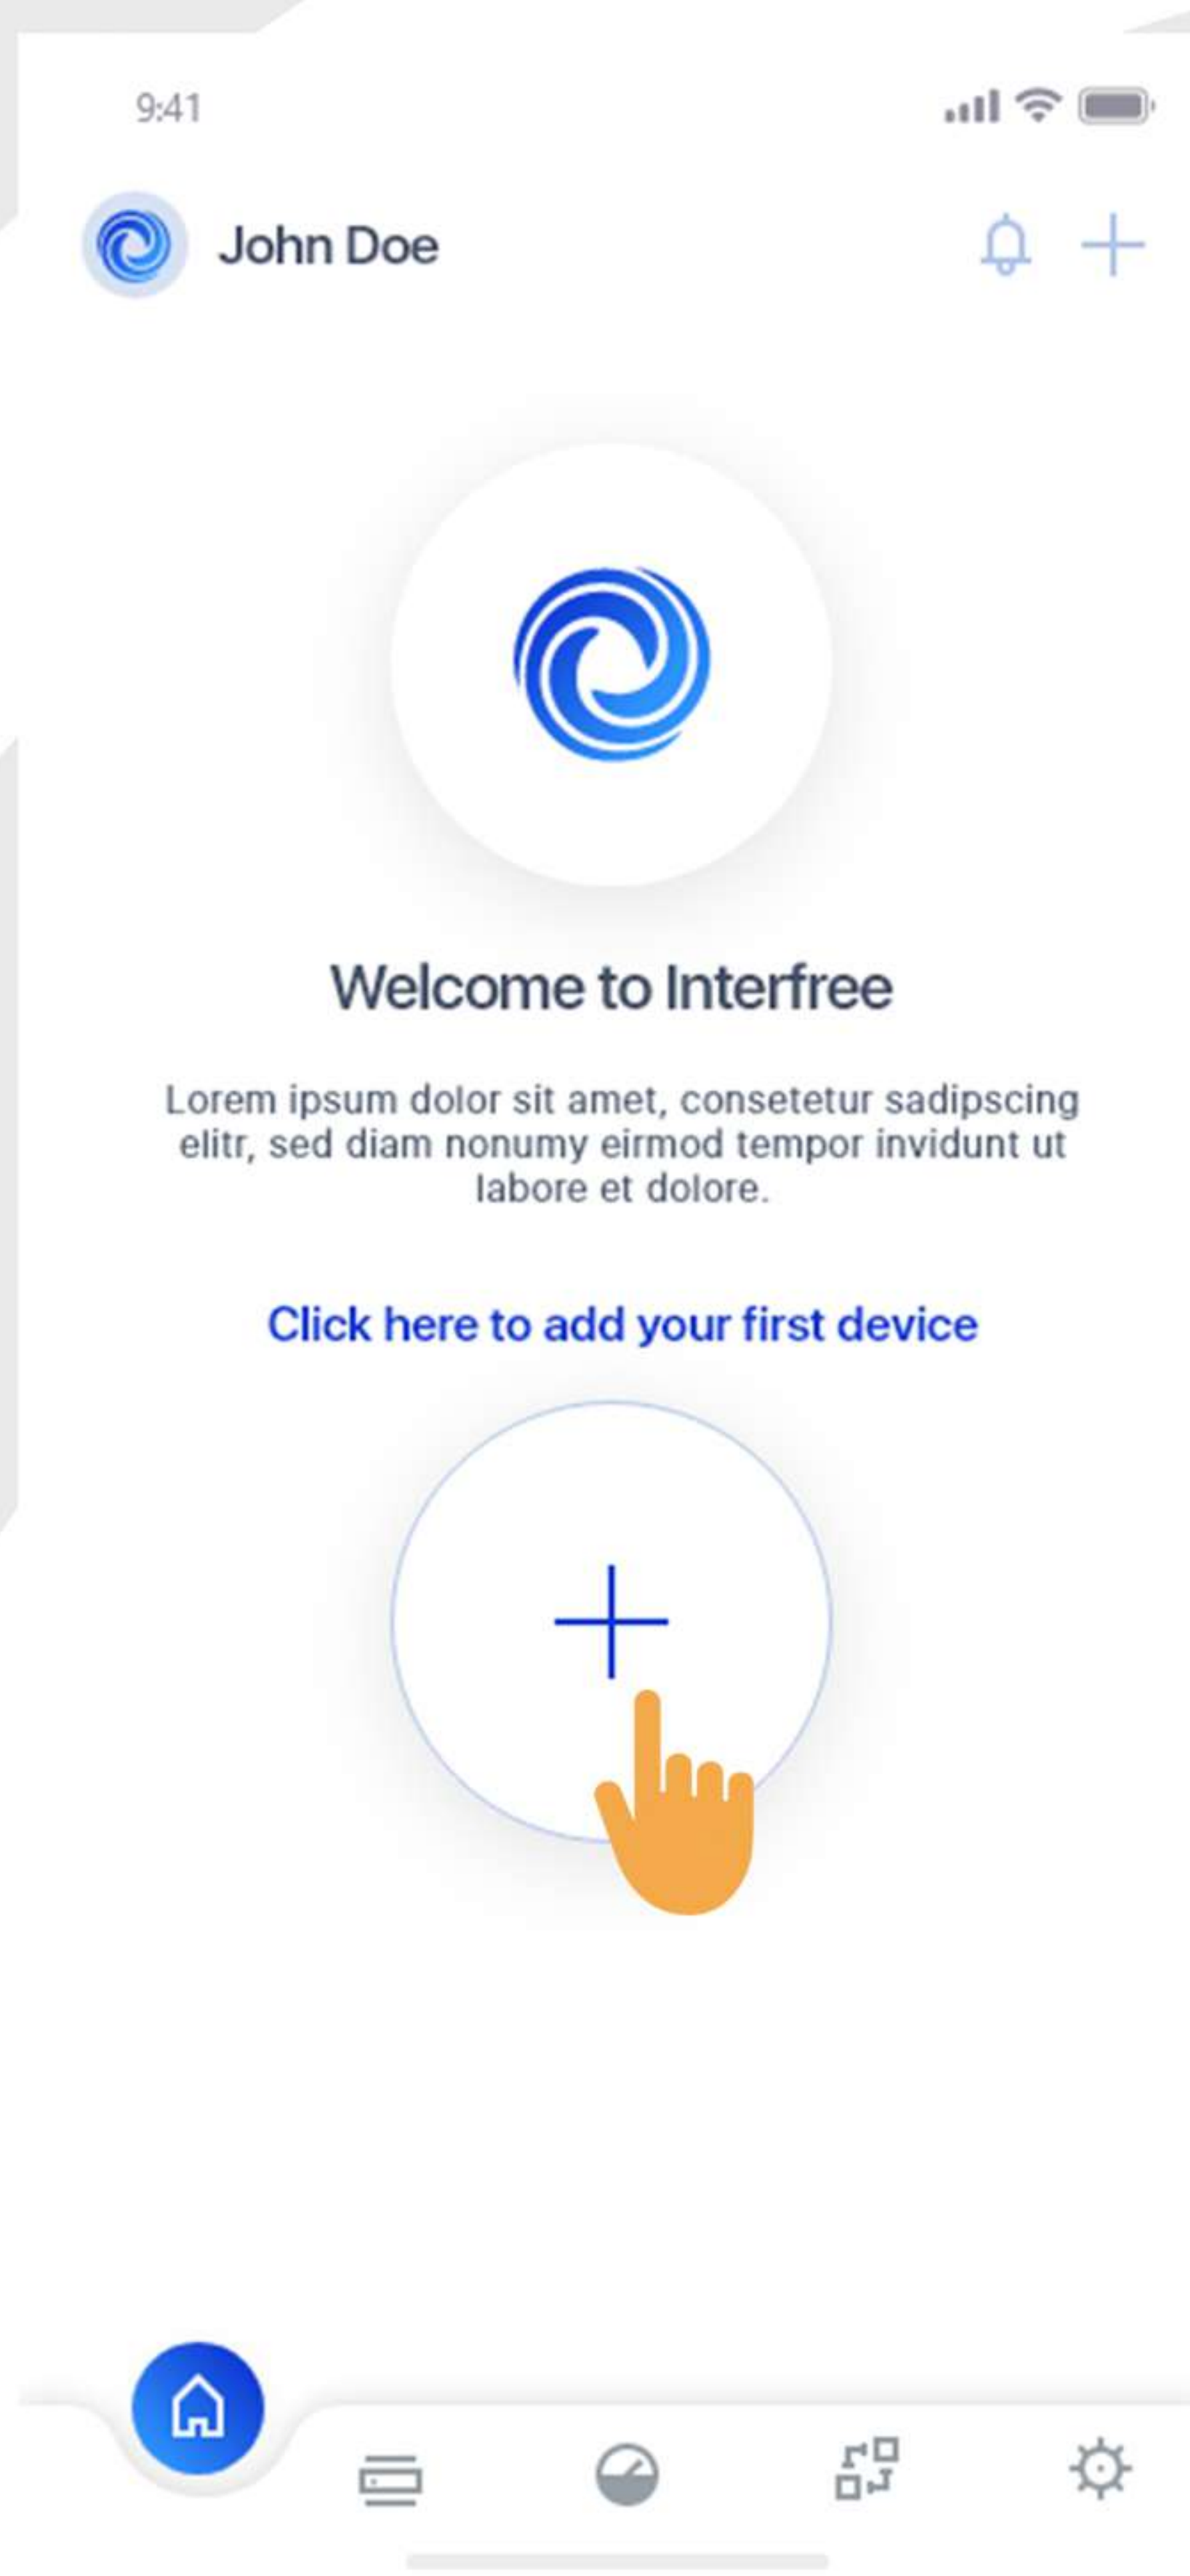 9:41
John Doe
Welcome to Interfree
Lorem ipsum dolor sit amet, consetetur sadipscing
elitr, sed diam nonumy eirmod tempor invidunt ut
labore et dolore.
Click here to add your first device